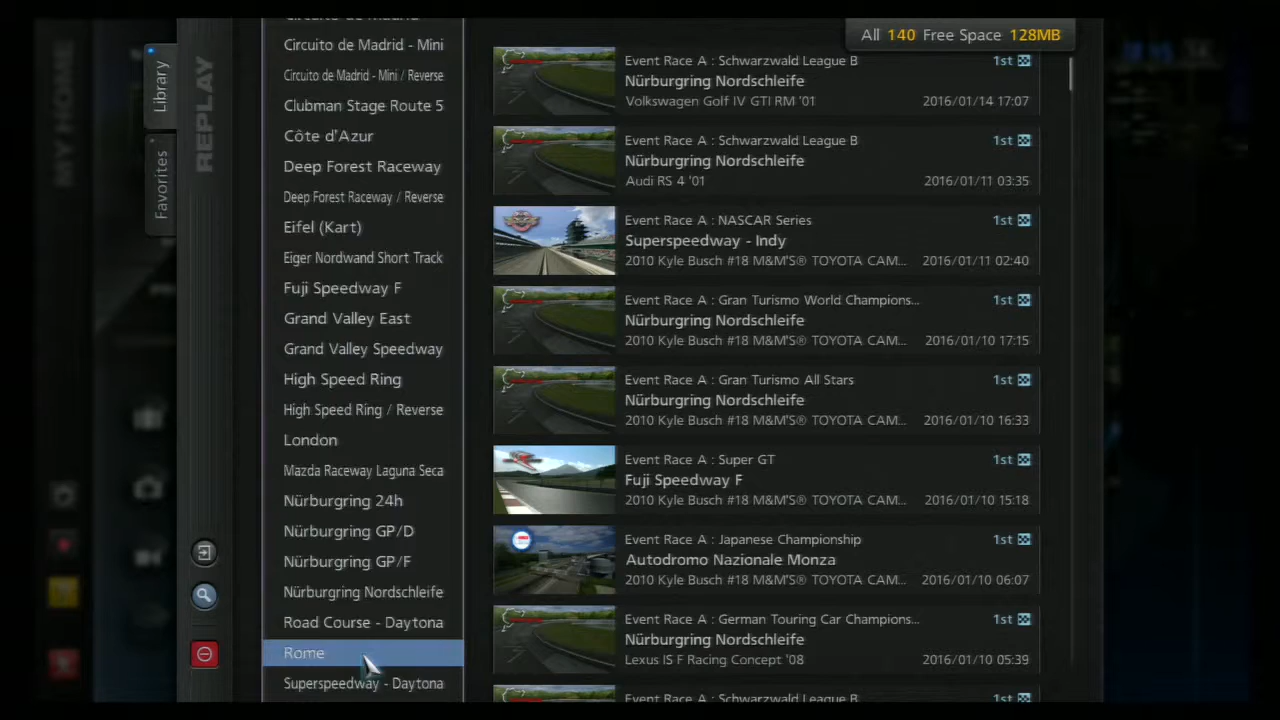 MY HOME
Library
Favorites
REPLAY
All 140 Free Space 128MB
Circuito de Madrid
Circuito de Madrid - Mini
Circuito de Madrid - Mini / Reverse
Clubman Stage Route 5
Côte d'Azur
Deep Forest Raceway
Deep Forest Raceway / Reverse
Eifel (Kart)
Eiger Nordwand Short Track
Fuji Speedway F
Grand Valley East
Grand Valley Speedway
High Speed Ring
High Speed Ring / Reverse
London
Mazda Raceway Laguna Seca
Nürburgring 24h
Nürburgring GP/D
Nürburgring GP/F
Nürburgring Nordschleife
Road Course - Daytona
Rome
Superspeedway - Daytona
Event Race A : Schwarzwald League B 1st
Nürburgring Nordschleife
Volkswagen Golf IV GTI RM '01 2016/01/14 17:07
Event Race A : Schwarzwald League B 1st
Nürburgring Nordschleife
Audi RS 4 '01 2016/01/11 03:35
Event Race A : NASCAR Series 1st
Superspeedway - Indy
2010 Kyle Busch #18 M&M'S® TOYOTA CAM... 2016/01/11 02:40
Event Race A : Gran Turismo World Champions... 1st
Nürburgring Nordschleife
2010 Kyle Busch #18 M&M'S® TOYOTA CAM... 2016/01/10 17:15
Event Race A : Gran Turismo All Stars 1st
Nürburgring Nordschleife
2010 Kyle Busch #18 M&M'S® TOYOTA CAM... 2016/01/10 16:33
Event Race A : Super GT 1st
Fuji Speedway F
2010 Kyle Busch #18 M&M'S® TOYOTA CAM... 2016/01/10 15:18
Event Race A : Japanese Championship 1st
Autodromo Nazionale Monza
2010 Kyle Busch #18 M&M'S® TOYOTA CAM... 2016/01/10 06:07
Event Race A : German Touring Car Champions... 1st
Nürburgring Nordschleife
Lexus IS F Racing Concept '08 2016/01/10 05:39
Event Race A : Schwarzwald League B 1st